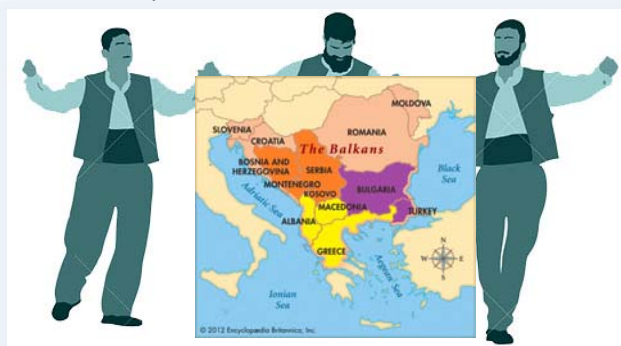 MOLDOVA
SLOVENIA
ROMANIA
CROATIA
The Balkans
BOSNIA AND
HERZEGOVINA
SERBIA
Black
Sea
MONTENEGRO
BULGARIA
KOSOVO
Adriatic Sea
MACEDONIA
TURKEY
ALBANIA
GREECE
Aegean Sea
Ionian
Sea
N
W
E
S
© 2012 Encyclopædia Britannica, Inc.